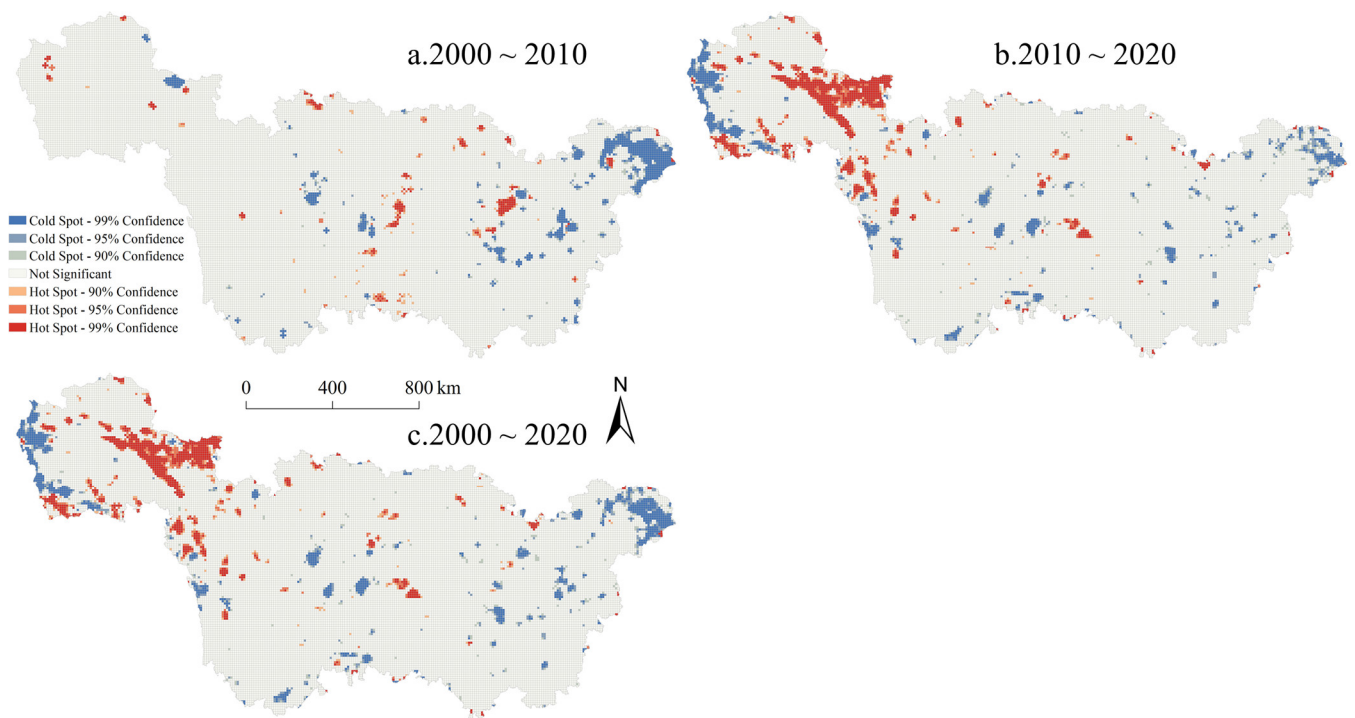 a.2000 ~ 2010
b.2010 ~ 2020
Cold Spot - 99% Confidence
Cold Spot - 95% Confidence
Cold Spot - 90% Confidence
Not Significant
Hot Spot - 90% Confidence
Hot Spot - 95% Confidence
Hot Spot - 99% Confidence
0 400 800 km
N
c.2000 ~ 2020